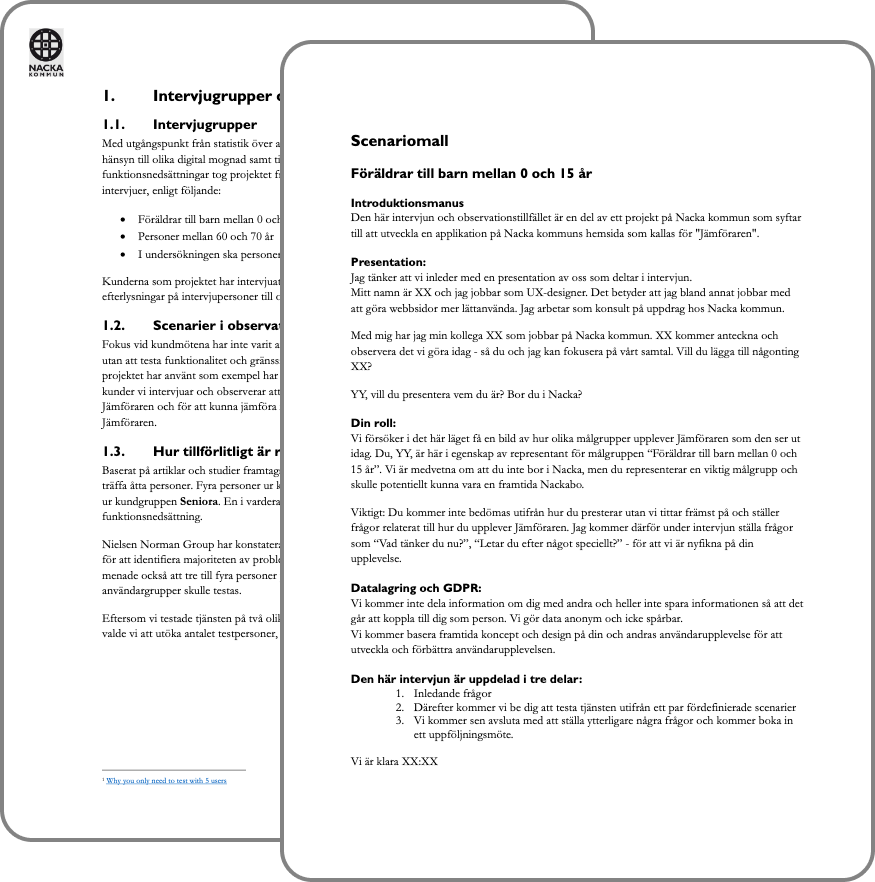 NACKA
KOMMUN
1. Intervjugrupper
1.1. Intervjugrupper
Med utgångspunkt från statistik över
hänsyn till olika digital mognad samt
funktionsnedsättningar tog projektet
intervjuer, enligt följande:
• Föräldrar till barn mellan 0 och
• Personer mellan 60 och 70 år
• I undersökningen ska personer
Kunderna som projektet har intervjuat
efterlysningar på intervjupersoner till
1.2. Scenarier i
Fokus vid kundmötena har inte varit
utan att testa funktionalitet och
projektet har använt som exempel har
kunder vi intervjuar och observerar att
Jämföraren och för att kunna jämföra
Jämföraren.
1.3. Hur tillförlitligt är
Baserat på artiklar och studier
träffa åtta personer. Fyra personer ur
ur kundgruppen Seniora. En i vardera
funktionsnedsättning.
Nielsen Norman Group har
för att identifiera majoriteten av
menade också att tre till fyra personer
användargrupper skulle testas.
Eftersom vi testade tjänsten på två
valde vi att utöka antalet testpersoner,
1 Why you only need to test with 5 users
Scenariomall
Föräldrar till barn mellan 0 och 15 år
Introduktionsmanus
Den här intervjun och observationstillfället är en del av ett projekt på Nacka kommun som syftar
till att utveckla en applikation på Nacka kommuns hemsida som kallas för "Jämföraren".
Presentation:
Jag tänker att vi inleder med en presentation av oss som deltar i intervjun.
Mitt namn är XX och jag jobbar som UX-designer. Det betyder att jag bland annat jobbar med
att göra webbsidor mer lättanvända. Jag arbetar som konsult på uppdrag hos Nacka kommun.
Med mig har jag min kollega XX som jobbar på Nacka kommun. XX kommer anteckna och
observera det vi göra idag - så du och jag kan fokusera på vårt samtal. Vill du lägga till någonting
XX?
YY, vill du presentera vem du är? Bor du i Nacka?
Din roll:
Vi försöker i det här läget få en bild av hur olika målgrupper upplever Jämföraren som den ser ut
idag. Du, YY, är här i egenskap av representant för målgruppen “Föräldrar till barn mellan 0 och
15 år”. Vi är medvetna om att du inte bor i Nacka, men du representerar en viktig målgrupp och
skulle potentiellt kunna vara en framtida Nackabo.
Viktigt: Du kommer inte bedömas utifrån hur du presterar utan vi tittar främst på och ställer
frågor relaterat till hur du upplever Jämföraren. Jag kommer därför under intervjun ställa frågor
som “Vad tänker du nu?”, “Letar du efter något speciellt?” - för att vi är nyfikna på din
upplevelse.
Datalagring och GDPR:
Vi kommer inte dela information om dig med andra och heller inte spara informationen så att det
går att koppla till dig som person. Vi gör data anonym och icke spårbar.
Vi kommer basera framtida koncept och design på din och andras användarupplevelse för att
utveckla och förbättra användarupplevelsen.
Den här intervjun är uppdelad i tre delar:
1. Inledande frågor
2. Därefter kommer vi be dig att testa tjänsten utifrån ett par fördefinierade scenarier
3. Vi kommer sen avsluta med att ställa ytterligare några frågor och kommer boka in
ett uppföljningsmöte.
Vi är klara XX:XX